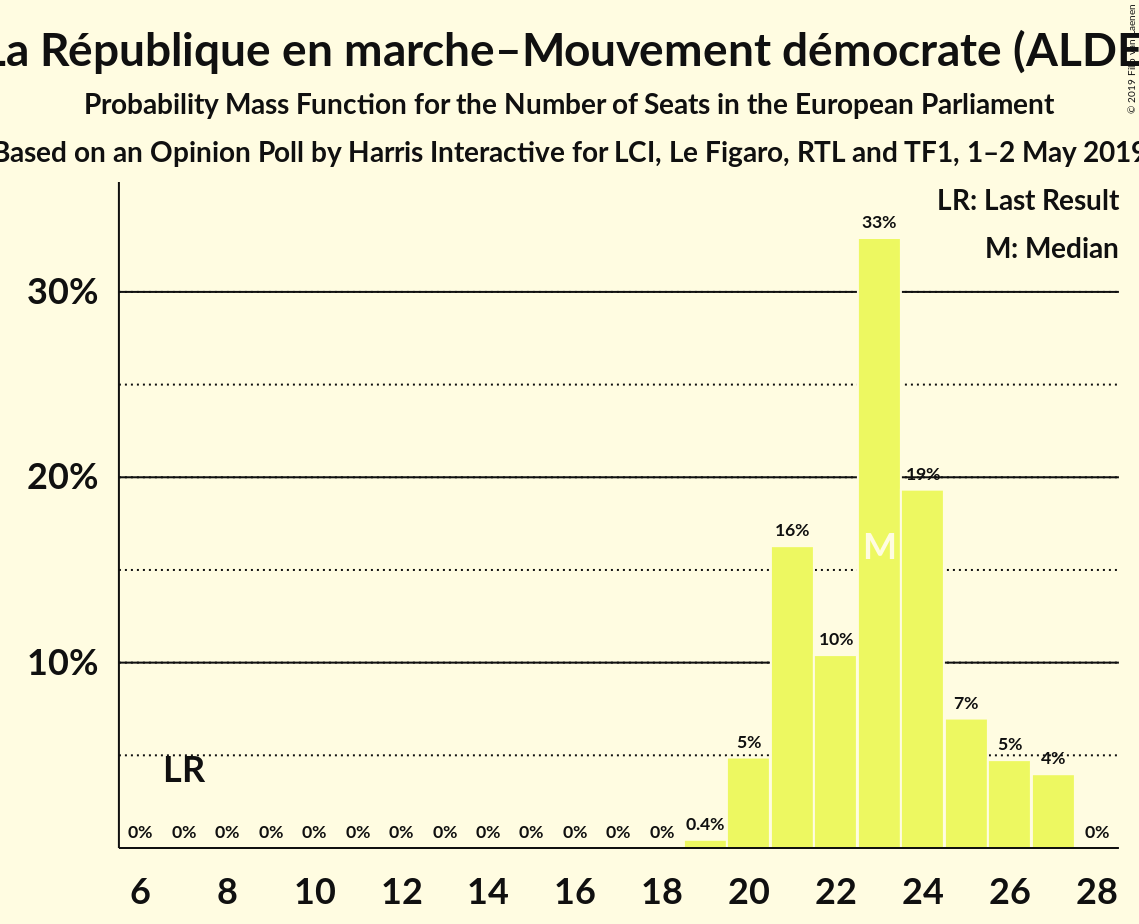 La République en marche–Mouvement démocrate (ALDE
Probability Mass Function for the Number of Seats in the European Parliament
Based on an Opinion Poll by Harris Interactive for LCI, Le Figaro, RTL and TF1, 1–2 May 2019
© 2019
LR: Last Result
M: Median
30%
20%
10%
33%
19%
16%
M
10%
7%
5%
5%
4%
LR
0% 0% 0% 0% 0% 0% 0% 0% 0% 0% 0% 0% 0% 0.4% 0%
6 8 10 12 14 16 18 20 22 24 26 28